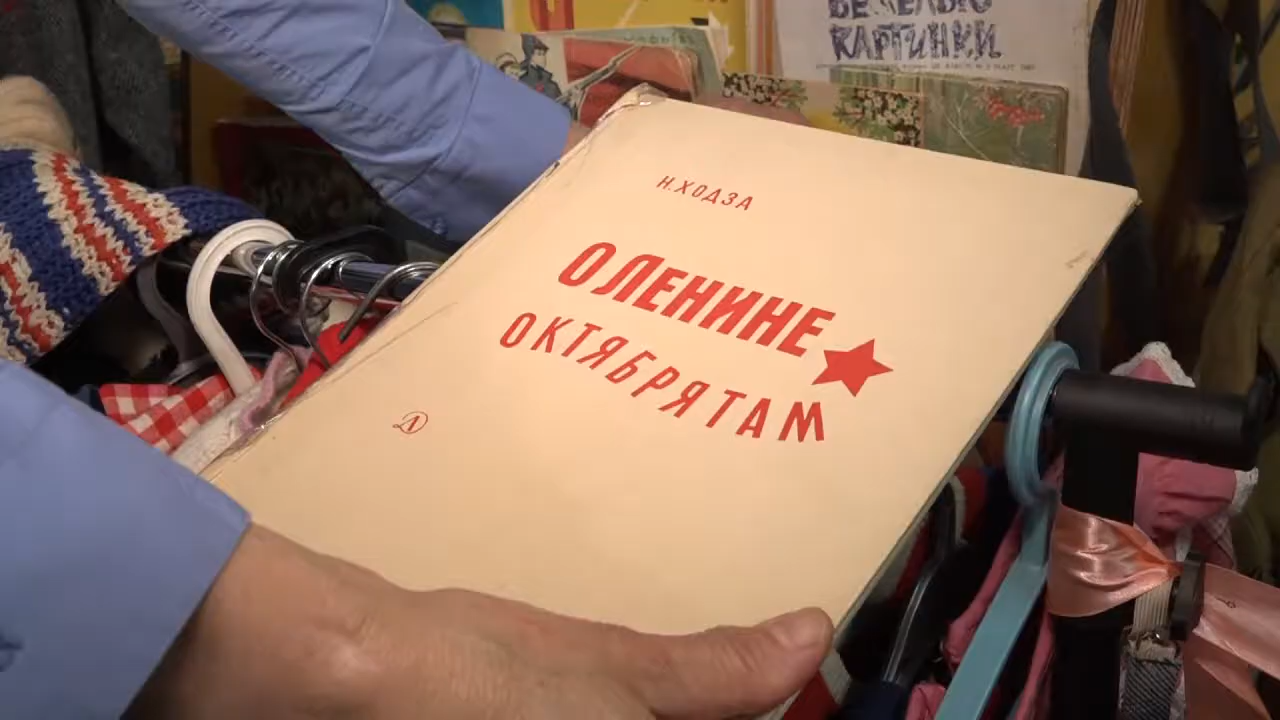 ВЕСЕЛЫЕ
КАРТИНКИ
Н. ХОДЗА
О ЛЕНИНЕ
ОКТЯБРЯТАМ